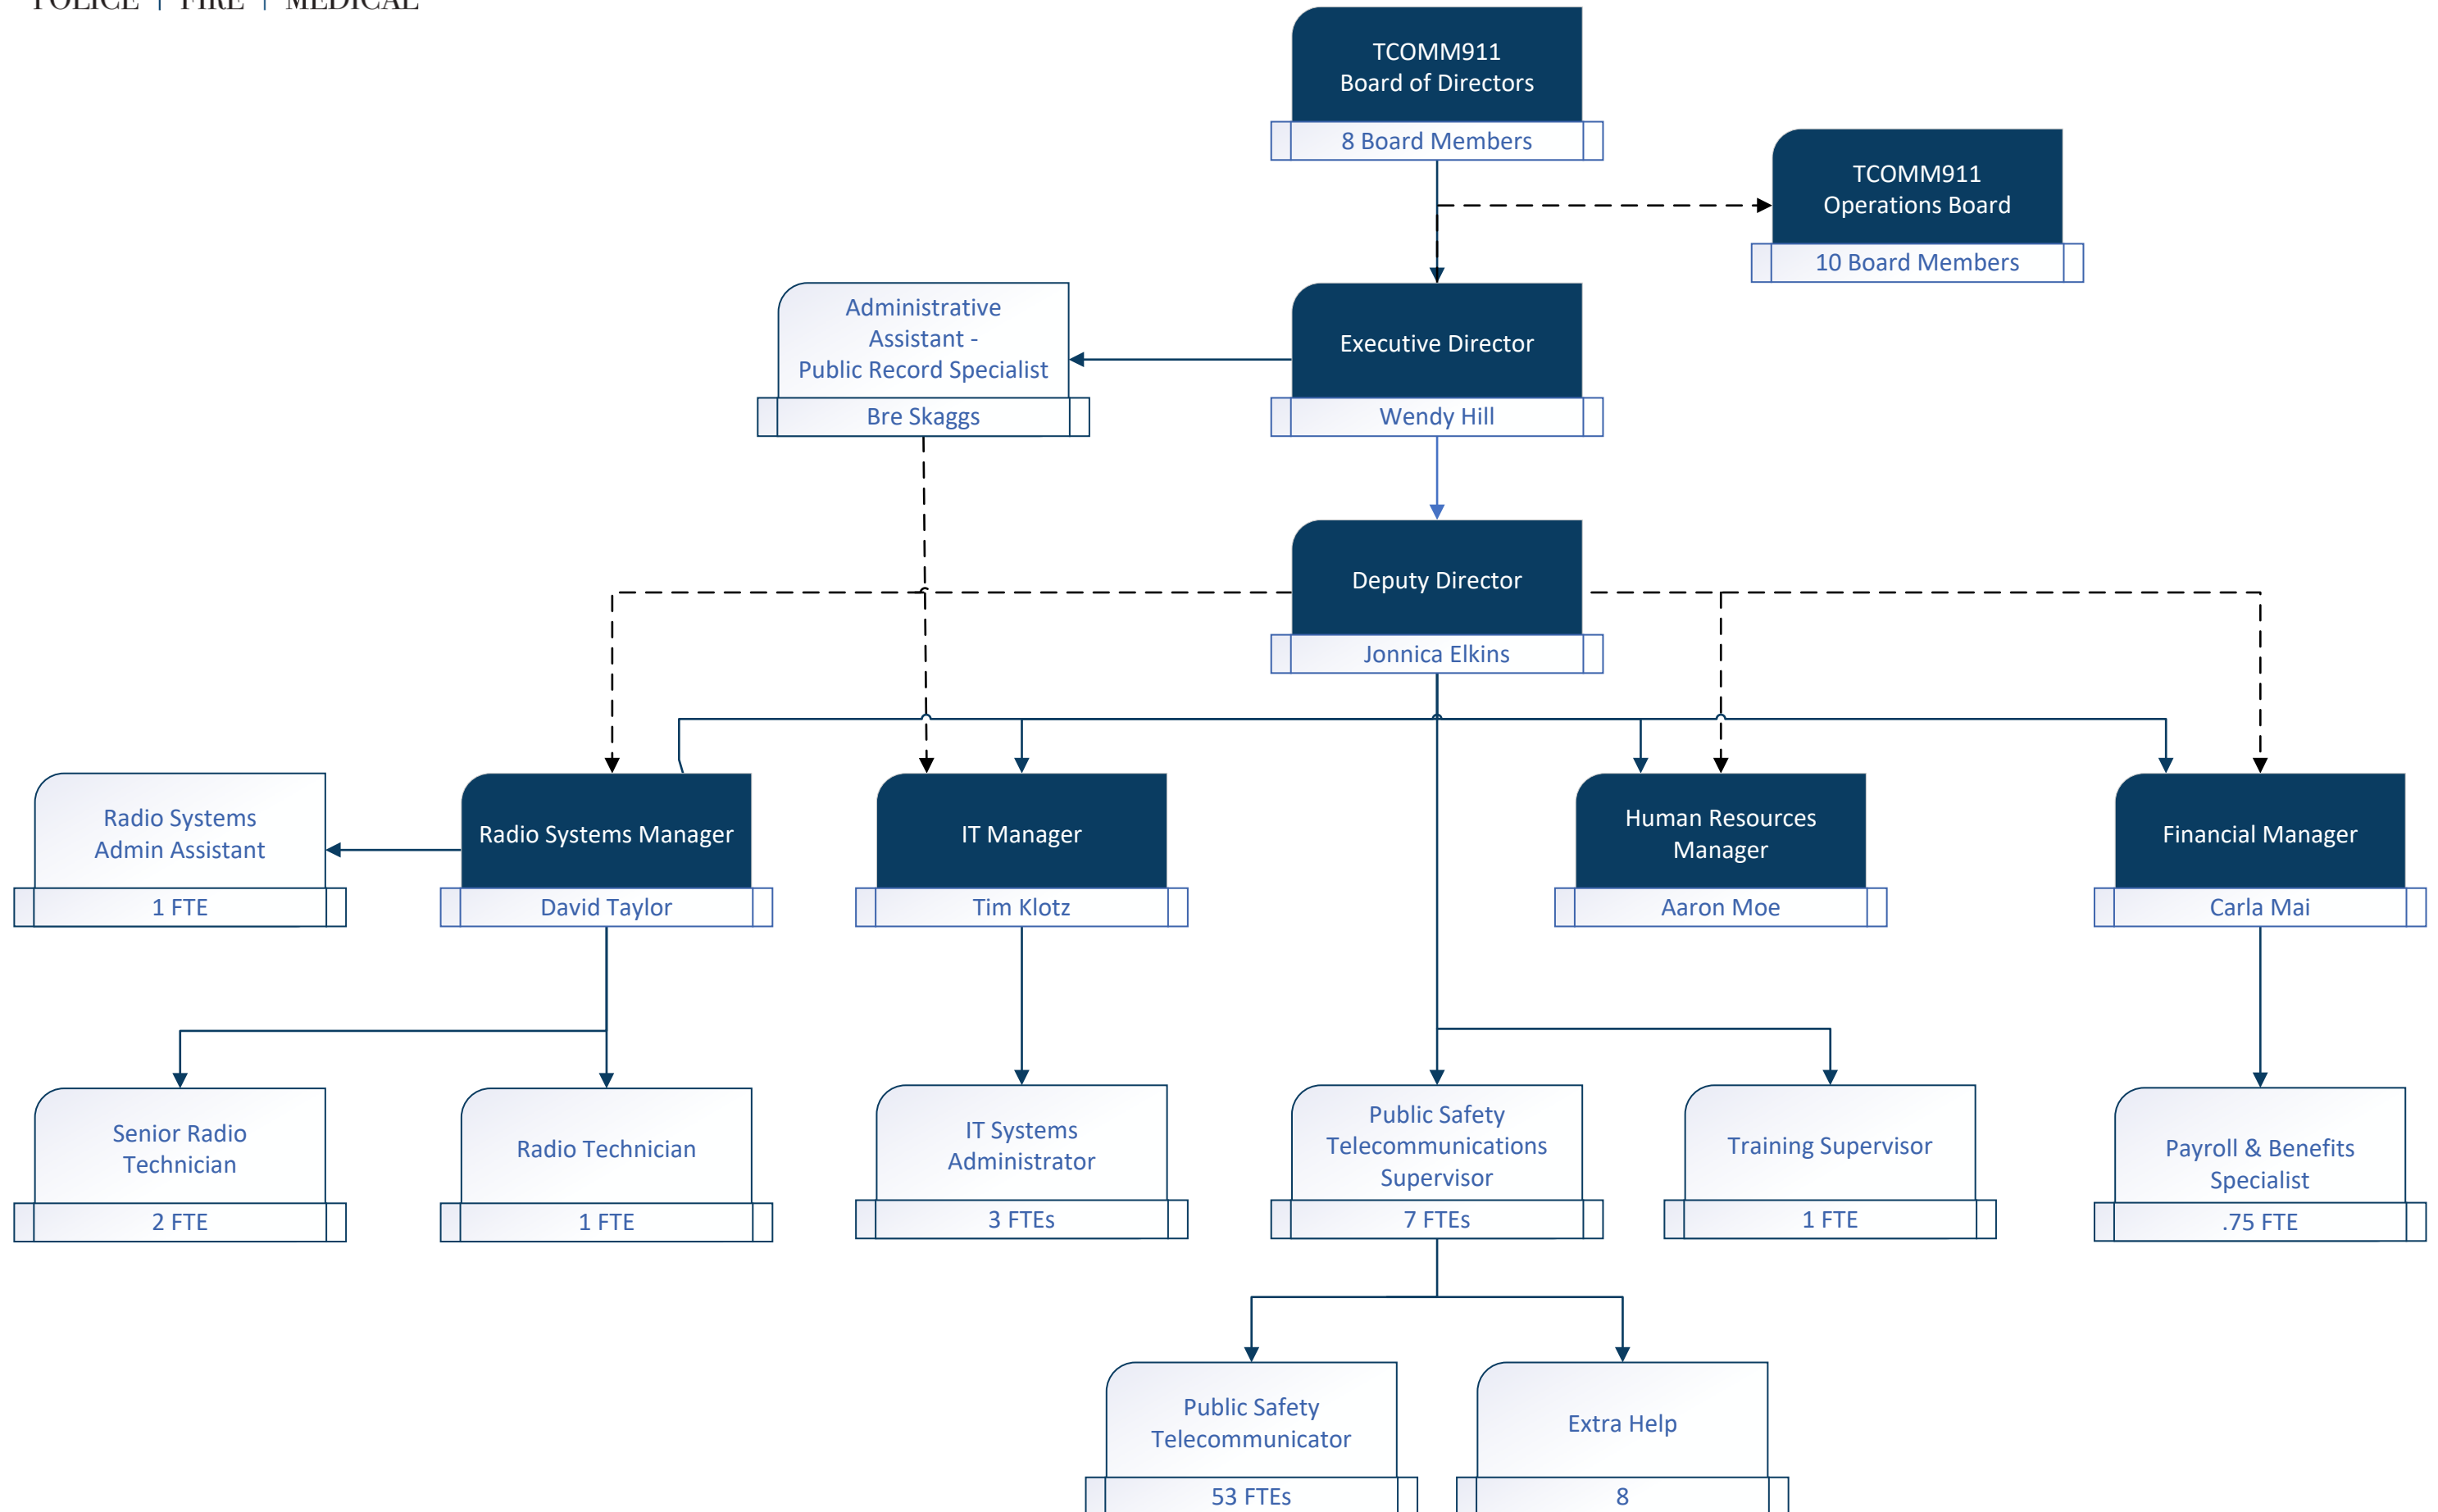 POLICE | FIRE | MEDICAL
TCOMM911
Board of Directors
8 Board Members
TCOMM911
Operations Board
10 Board Members
Administrative
Assistant -
Public Record Specialist
Bre Skaggs
Executive Director
Wendy Hill
Deputy Director
Jonnica Elkins
Radio Systems
Admin Assistant
1 FTE
Radio Systems Manager
David Taylor
IT Manager
Tim Klotz
Human Resources
Manager
Aaron Moe
Financial Manager
Carla Mai
Senior Radio
Technician
2 FTE
Radio Technician
1 FTE
IT Systems
Administrator
3 FTEs
Public Safety
Telecommunications
Supervisor
7 FTEs
Training Supervisor
1 FTE
Payroll & Benefits
Specialist
.75 FTE
Public Safety
Telecommunicator
53 FTEs
Extra Help
8